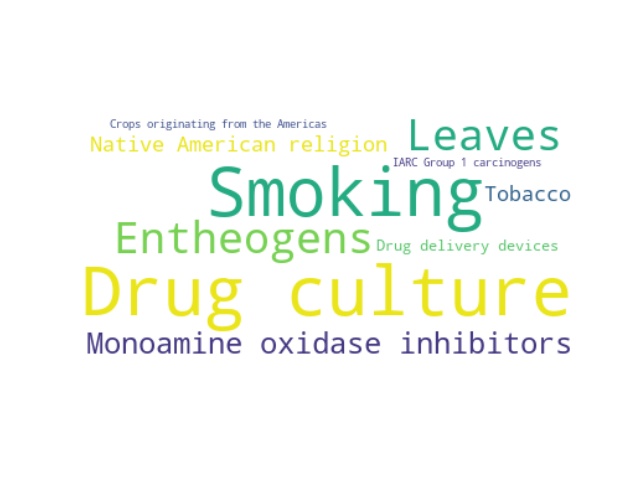 Crops originating from the Americas
Leaves
Native American religion
IARC Group 1 carcinogens
Smoking
Tobacco
Entheogens
Drug delivery devices
Drug culture
Monoamine oxidase inhibitors